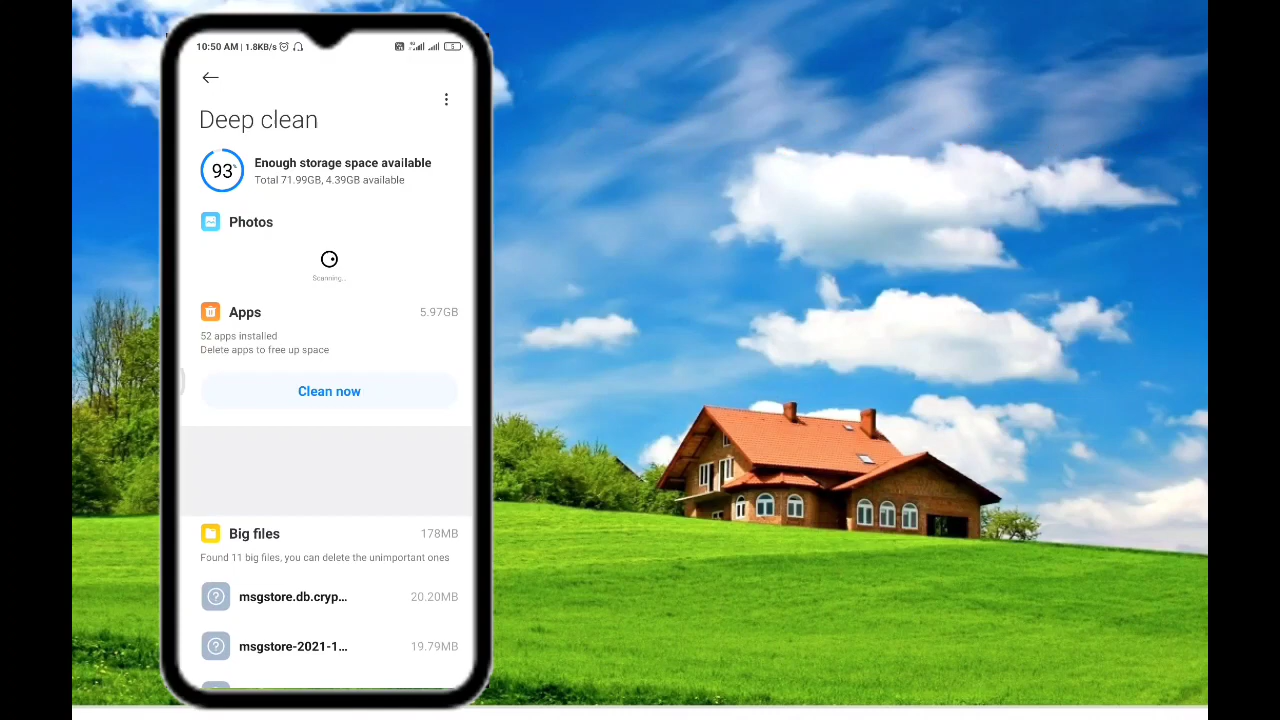 10:50 AM | 1.8KB/s
Deep clean
93%
Enough storage space available
Total 71.99GB, 4.39GB available
Photos
Scanning...
Apps 5.97GB
52 apps installed
Delete apps to free up space
Clean now
Big files 178MB
Found 11 big files, you can delete the unimportant ones
msgstore.db.cryp... 20.20MB
msgstore-2021-1... 19.79MB